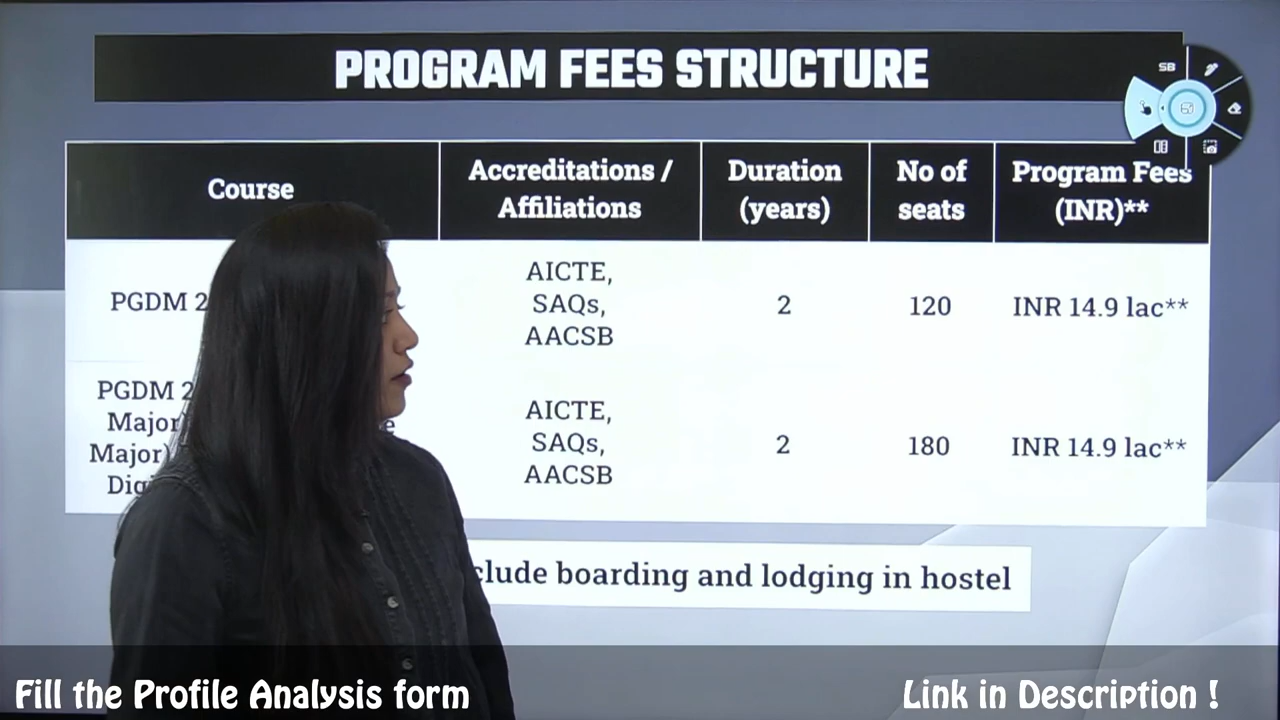 PROGRAM FEES STRUCTURE
SB
Course
Accreditations /
Affiliations
Duration
(years)
No of
seats
Program Fees
(INR)**
PGDM 2
AICTE,
SAQs,
AACSB
2
120
INR 14.9 lac**
PGDM 2
Major)
Major)
AICTE,
SAQs,
AACSB
2
180
INR 14.9 lac**
boarding and lodging in hostel
Fill the Profile Analysis form
Link in Description !